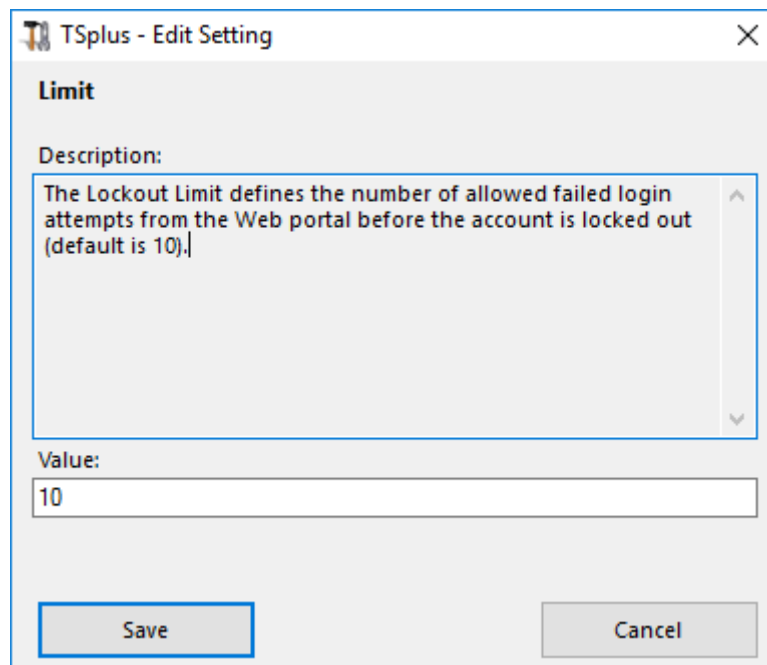 TSplus - Edit Setting
Limit
Description:
The Lockout Limit defines the number of allowed failed login
attempts from the Web portal before the account is locked out
(default is 10).
Value:
10
Save
Cancel